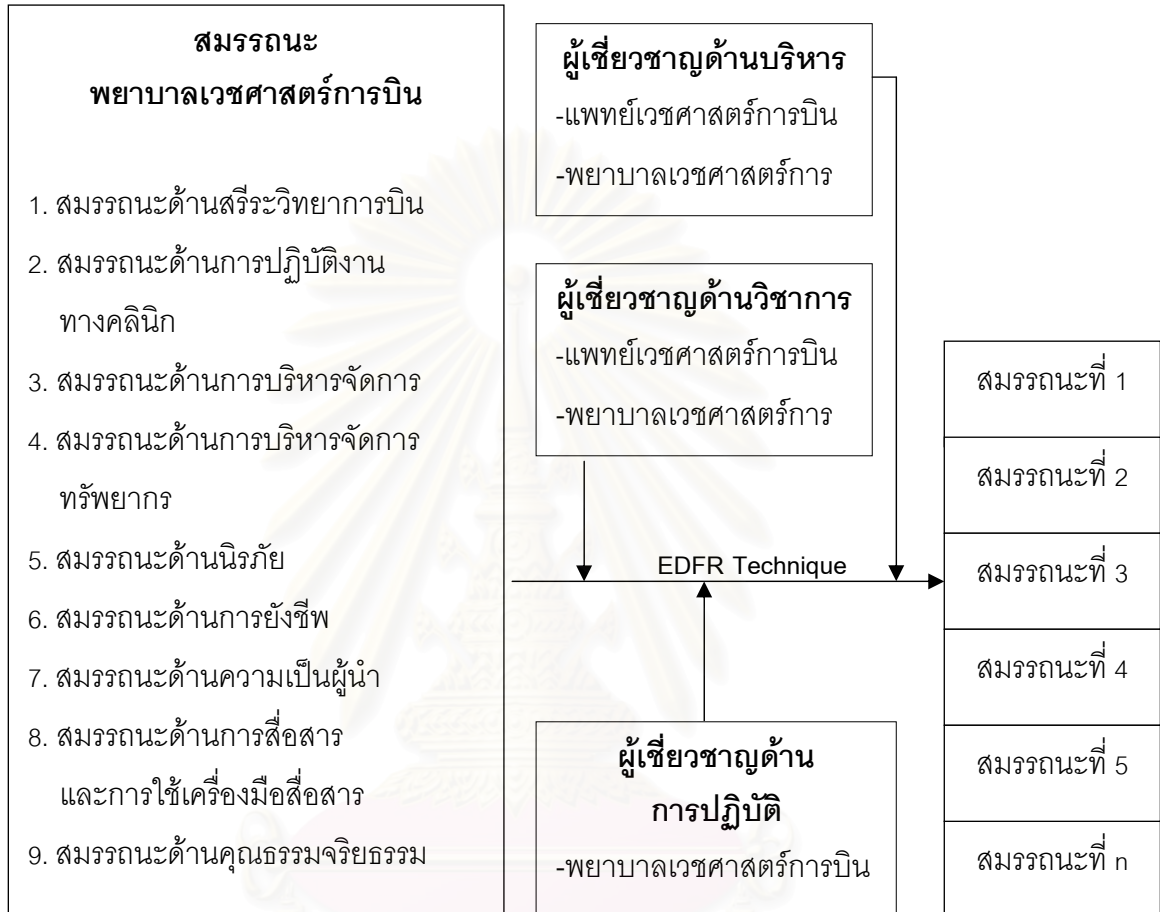 สมรรถนะ
พยาบาลเวชศาสตร์การบิน
1. สมรรถนะด้านสรีระวิทยาการบิน
2. สมรรถนะด้านการปฏิบัติงาน
ทางคลินิก
3. สมรรถนะด้านการบริหารจัดการ
4. สมรรถนะด้านการบริหารจัดการ
ทรัพยากร
5. สมรรถนะด้านนิรภัย
6. สมรรถนะด้านการยังชีพ
7. สมรรถนะด้านความเป็นผู้นำ
8. สมรรถนะด้านการสื่อสาร
และการใช้เครื่องมือสื่อสาร
9. สมรรถนะด้านคุณธรรมจริยธรรม
ผู้เชี่ยวชาญด้านบริหาร
-แพทย์เวชศาสตร์การบิน
-พยาบาลเวชศาสตร์การ
ผู้เชี่ยวชาญด้านวิชาการ
-แพทย์เวชศาสตร์การบิน
-พยาบาลเวชศาสตร์การ
EDFR Technique
ผู้เชี่ยวชาญด้าน
การปฏิบัติ
-พยาบาลเวชศาสตร์การบิน
สมรรถนะที่ 1
สมรรถนะที่ 2
สมรรถนะที่ 3
สมรรถนะที่ 4
สมรรถนะที่ 5
สมรรถนะที่ n